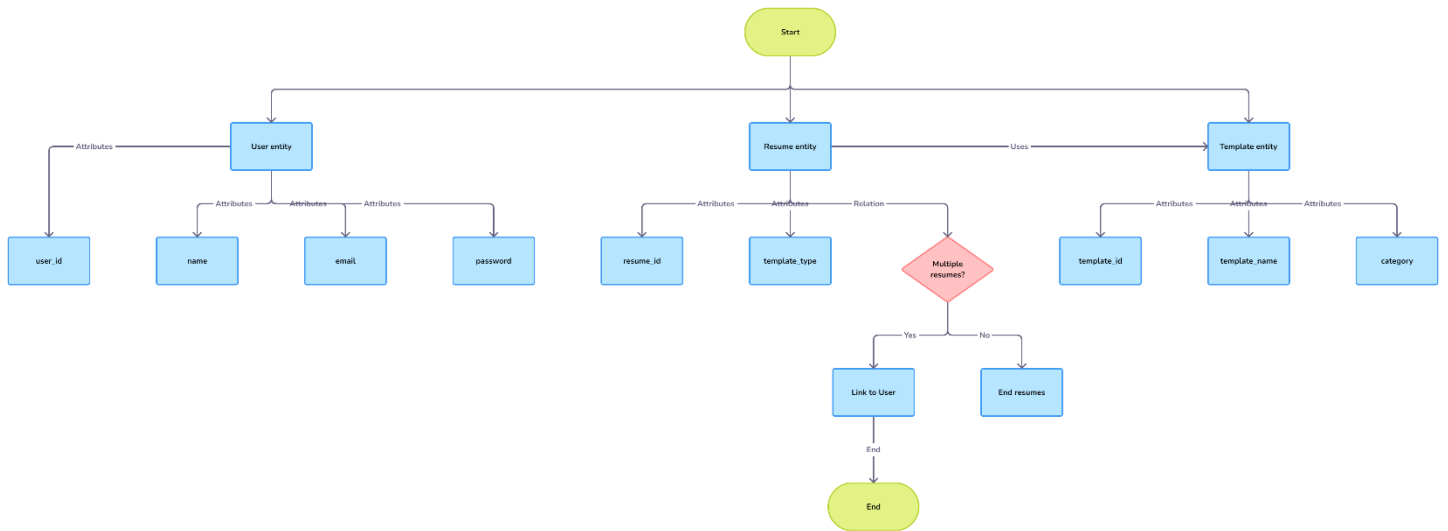 Start
User entity
Resume entity
Template entity
Attributes
Uses
Attributes
Attributes
Attributes
Attributes
Attributes
Relation
Attributes
Attributes
Attributes
user_id
name
email
password
resume_id
template_type
Multiple
resumes?
template_id
template_name
category
Yes
No
Link to User
End resumes
End
End